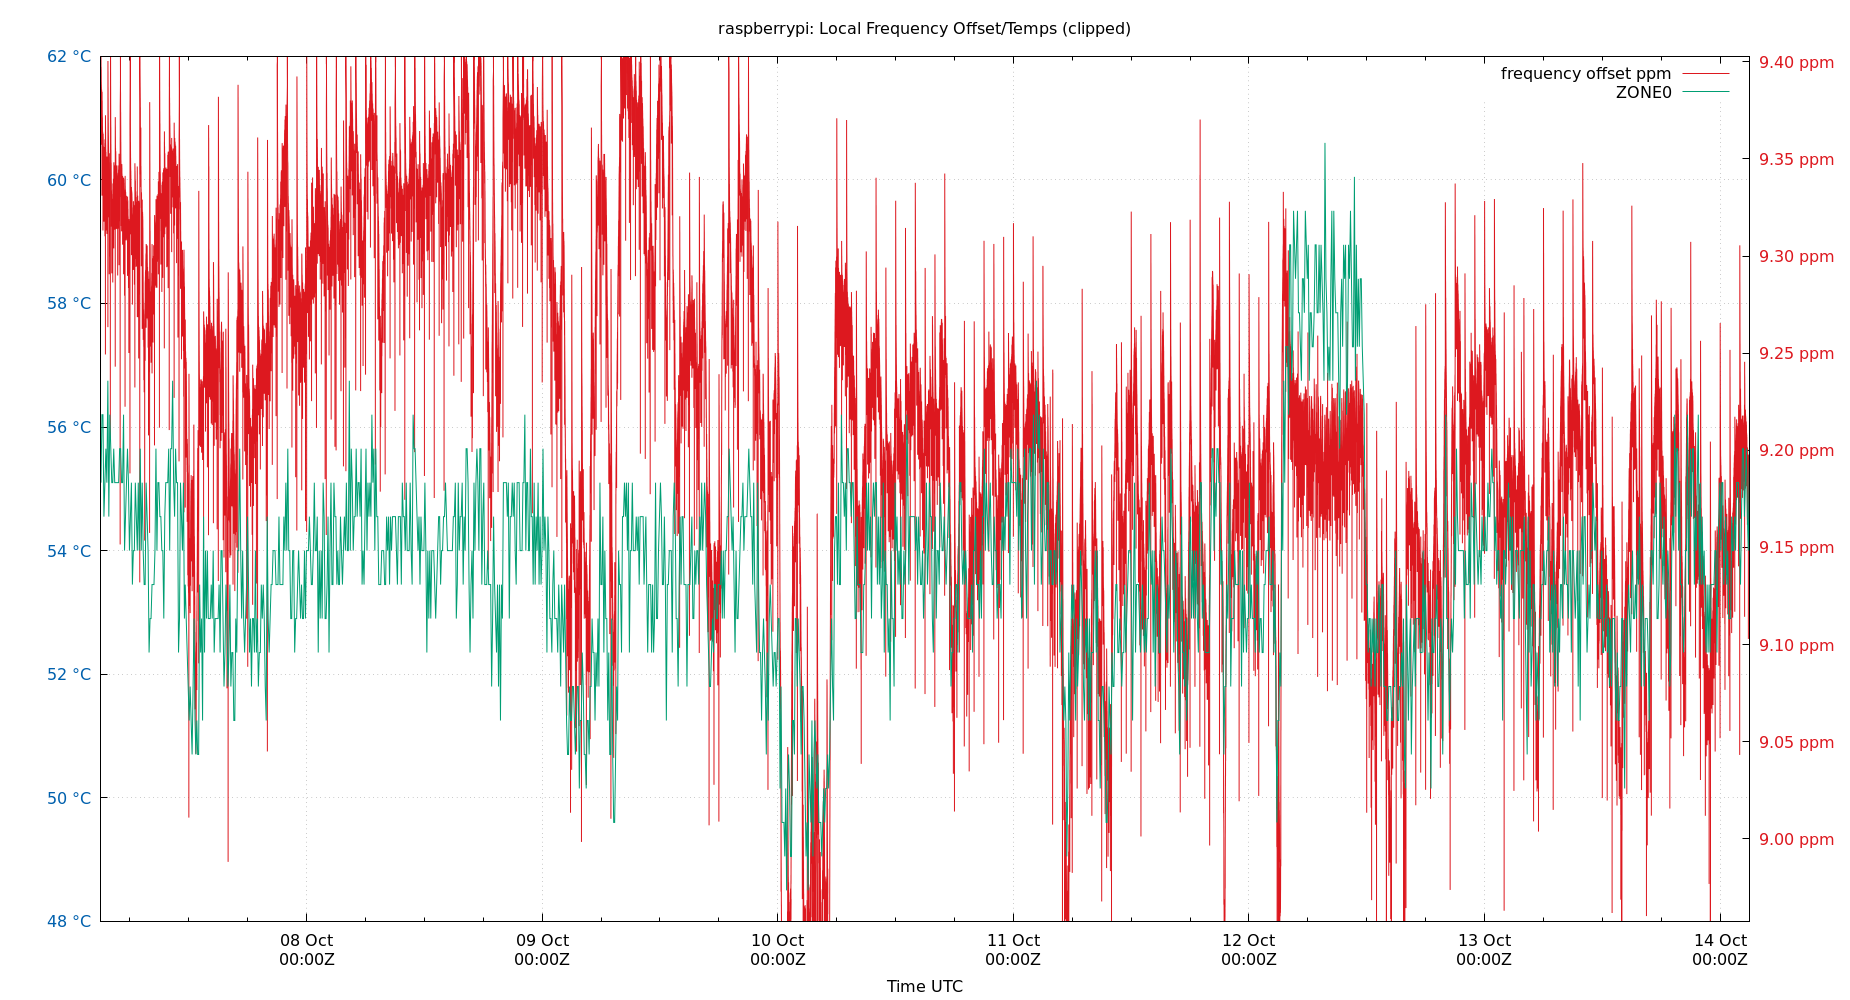 raspberrypi: Local Frequency Offset/Temps (clipped)
62 °C
60 °C
58 °C
56 °C
54 °C
52 °C
50 °C
48 °C
frequency offset ppm
ZONE0
9.40 ppm
9.35 ppm
9.30 ppm
9.25 ppm
9.20 ppm
9.15 ppm
9.10 ppm
9.05 ppm
9.00 ppm
08 Oct
00:00Z
09 Oct
00:00Z
10 Oct
00:00Z
11 Oct
00:00Z
12 Oct
00:00Z
13 Oct
00:00Z
14 Oct
00:00Z
Time UTC